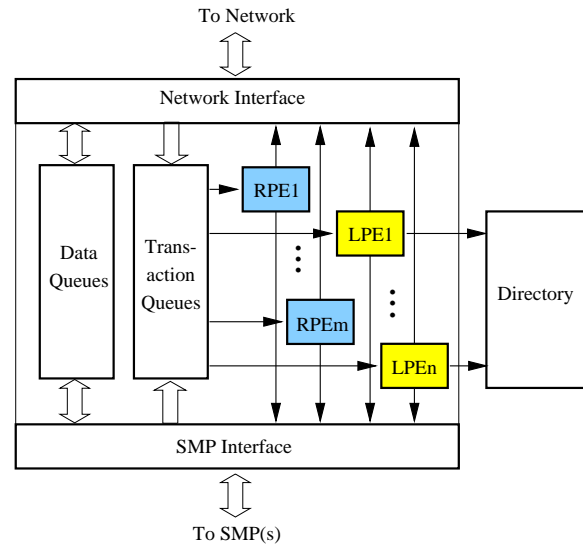 To Network
Network Interface
RPE1
LPE1
Data
Queues
Trans-
action
Queues
Directory
RPEm
LPEn
SMP Interface
To SMP(s)